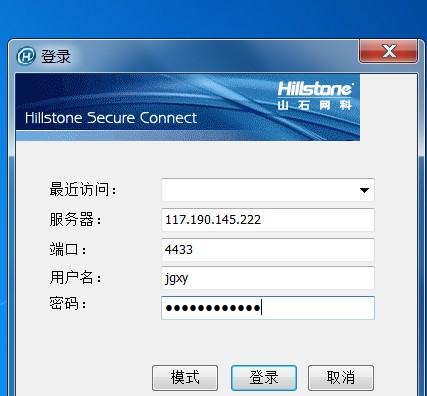 登录
Hillstone
山石网科
Hillstone Secure Connect
最近访问：
服务器： 117.190.145.222
端口： 4433
用户名： jgxy
密码： ●●●●●●●●●●●●
模式 登录 取消